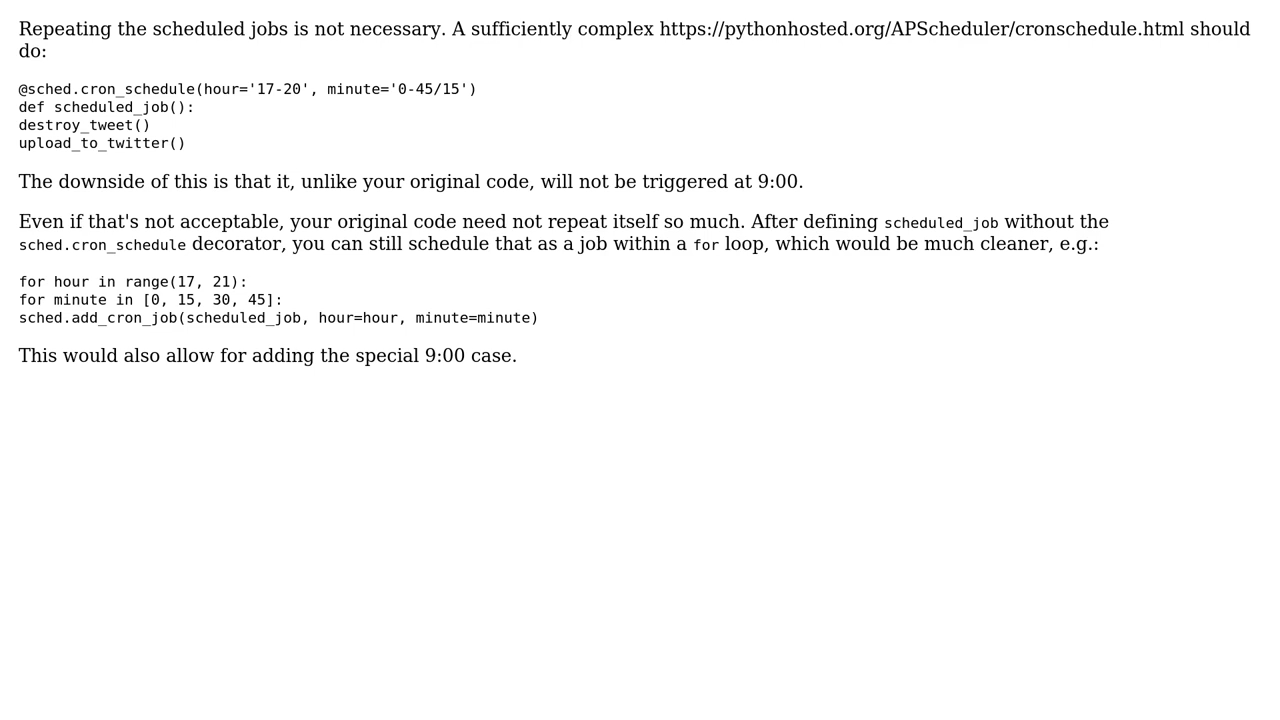 Repeating the scheduled jobs is not necessary. A sufficiently complex https://pythonhosted.org/APScheduler/cronschedule.html should
do:
@sched.cron_schedule(hour='17-20', minute='0-45/15')
def scheduled_job():
destroy_tweet()
upload_to_twitter()
The downside of this is that it, unlike your original code, will not be triggered at 9:00.
Even if that's not acceptable, your original code need not repeat itself so much. After defining scheduled_job without the
sched.cron_schedule decorator, you can still schedule that as a job within a for loop, which would be much cleaner, e.g.:
for hour in range(17, 21):
for minute in [0, 15, 30, 45]:
sched.add_cron_job(scheduled_job, hour=hour, minute=minute)
This would also allow for adding the special 9:00 case.